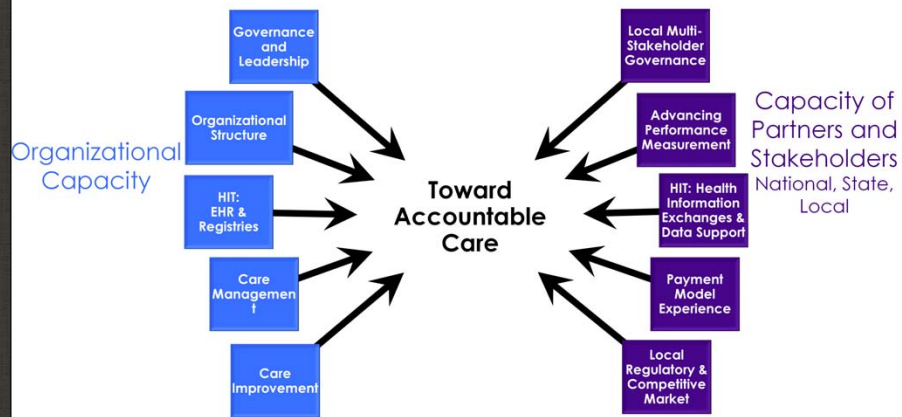 Organizational
Capacity
Governance
and
Leadership
Organizational
Structure
HIT:
EHR &
Registries
Care
Managemen
t
Care
Improvement
Toward
Accountable
Care
Local Multi-
Stakeholder
Governance
Advancing
Performance
Measurement
HIT: Health
Information
Exchanges &
Data Support
Payment
Model
Experience
Local
Regulatory &
Competitive
Market
Capacity of
Partners and
Stakeholders
National, State,
Local